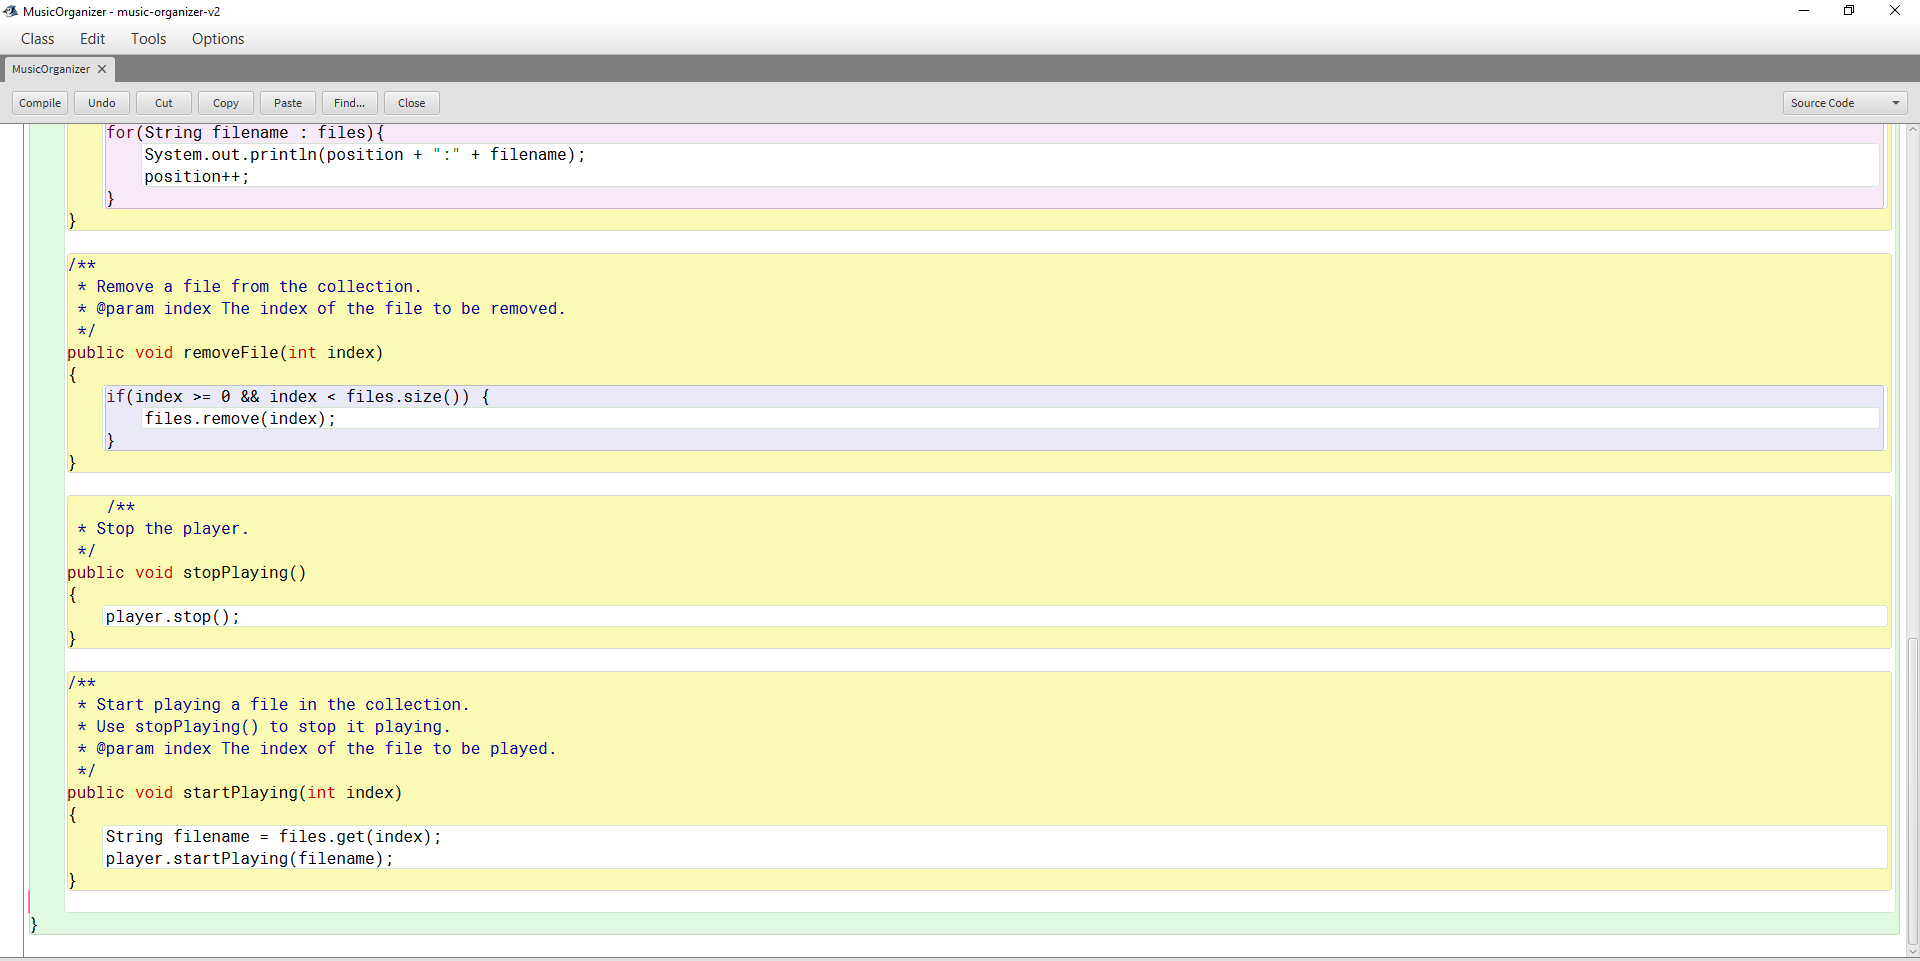 MusicOrganizer - music-organizer-v2
Class Edit Tools Options
MusicOrganizer
Compile Undo Cut Copy Paste Find... Close Source Code
for(String filename : files){
System.out.println(position + ":" + filename);
position++;
}
}
/**
* Remove a file from the collection.
* @param index The index of the file to be removed.
*/
public void removeFile(int index)
{
if(index >= 0 && index < files.size()) {
files.remove(index);
}
}
/**
* Stop the player.
*/
public void stopPlaying()
{
player.stop();
}
/**
* Start playing a file in the collection.
* Use stopPlaying() to stop it playing.
* @param index The index of the file to be played.
*/
public void startPlaying(int index)
{
String filename = files.get(index);
player.startPlaying(filename);
}
}